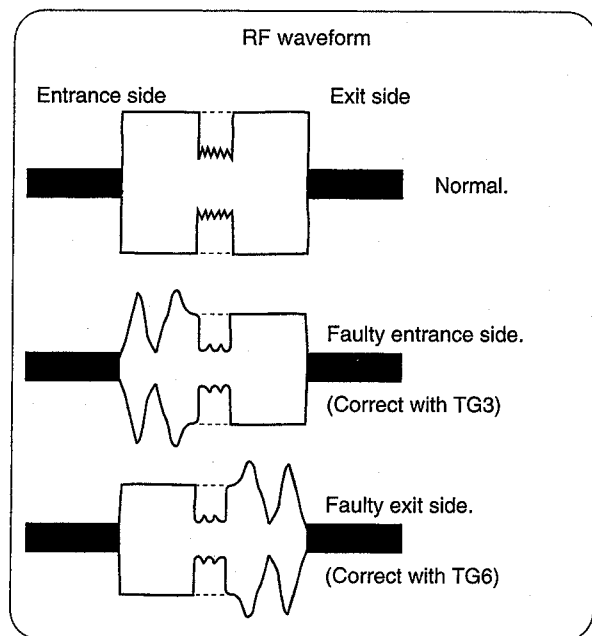 RF waveform
Entrance side
Exit side
Normal.
Faulty entrance side.
(Correct with TG3)
Faulty exit side.
(Correct with TG6)